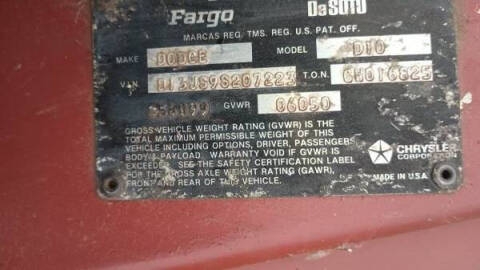 Fargo DeSoto
MARCAS REG. TMS. REG. U.S. PAT. OFF.
MAKE DODGE MODEL D10
VIN T.O.N.
GVWR 06050
GROSS VEHICLE WEIGHT RATING (GVWR) IS THE
TOTAL MAXIMUM PERMISSIBLE WEIGHT OF THIS
VEHICLE INCLUDING OPTIONS, DRIVER, PASSENGERS
BODY & PAYLOAD. WARRANTY VOID IF GVWR IS
EXCEEDED. SEE THE SAFETY CERTIFICATION LABEL
FOR THE GROSS AXLE WEIGHT RATING (GAWR),
FRONT AND REAR OF THIS VEHICLE.
CHRYSLER
CORPORATION
MADE IN U.S.A.